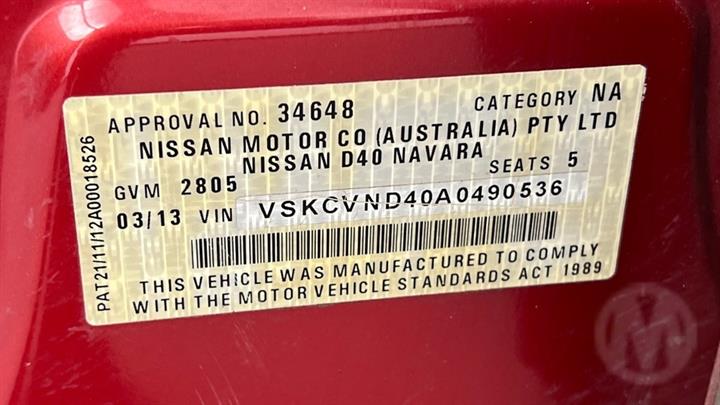 APPROVAL NO. 34648 CATEGORY NA
NISSAN MOTOR CO (AUSTRALIA) PTY LTD
NISSAN D40 NAVARA
GVM 2805 SEATS 5
03/13 VIN VSKCVND40A0490536
THIS VEHICLE WAS MANUFACTURED TO COMPLY
WITH THE MOTOR VEHICLE STANDARDS ACT 1989
PAT21/11/12A00018526
M